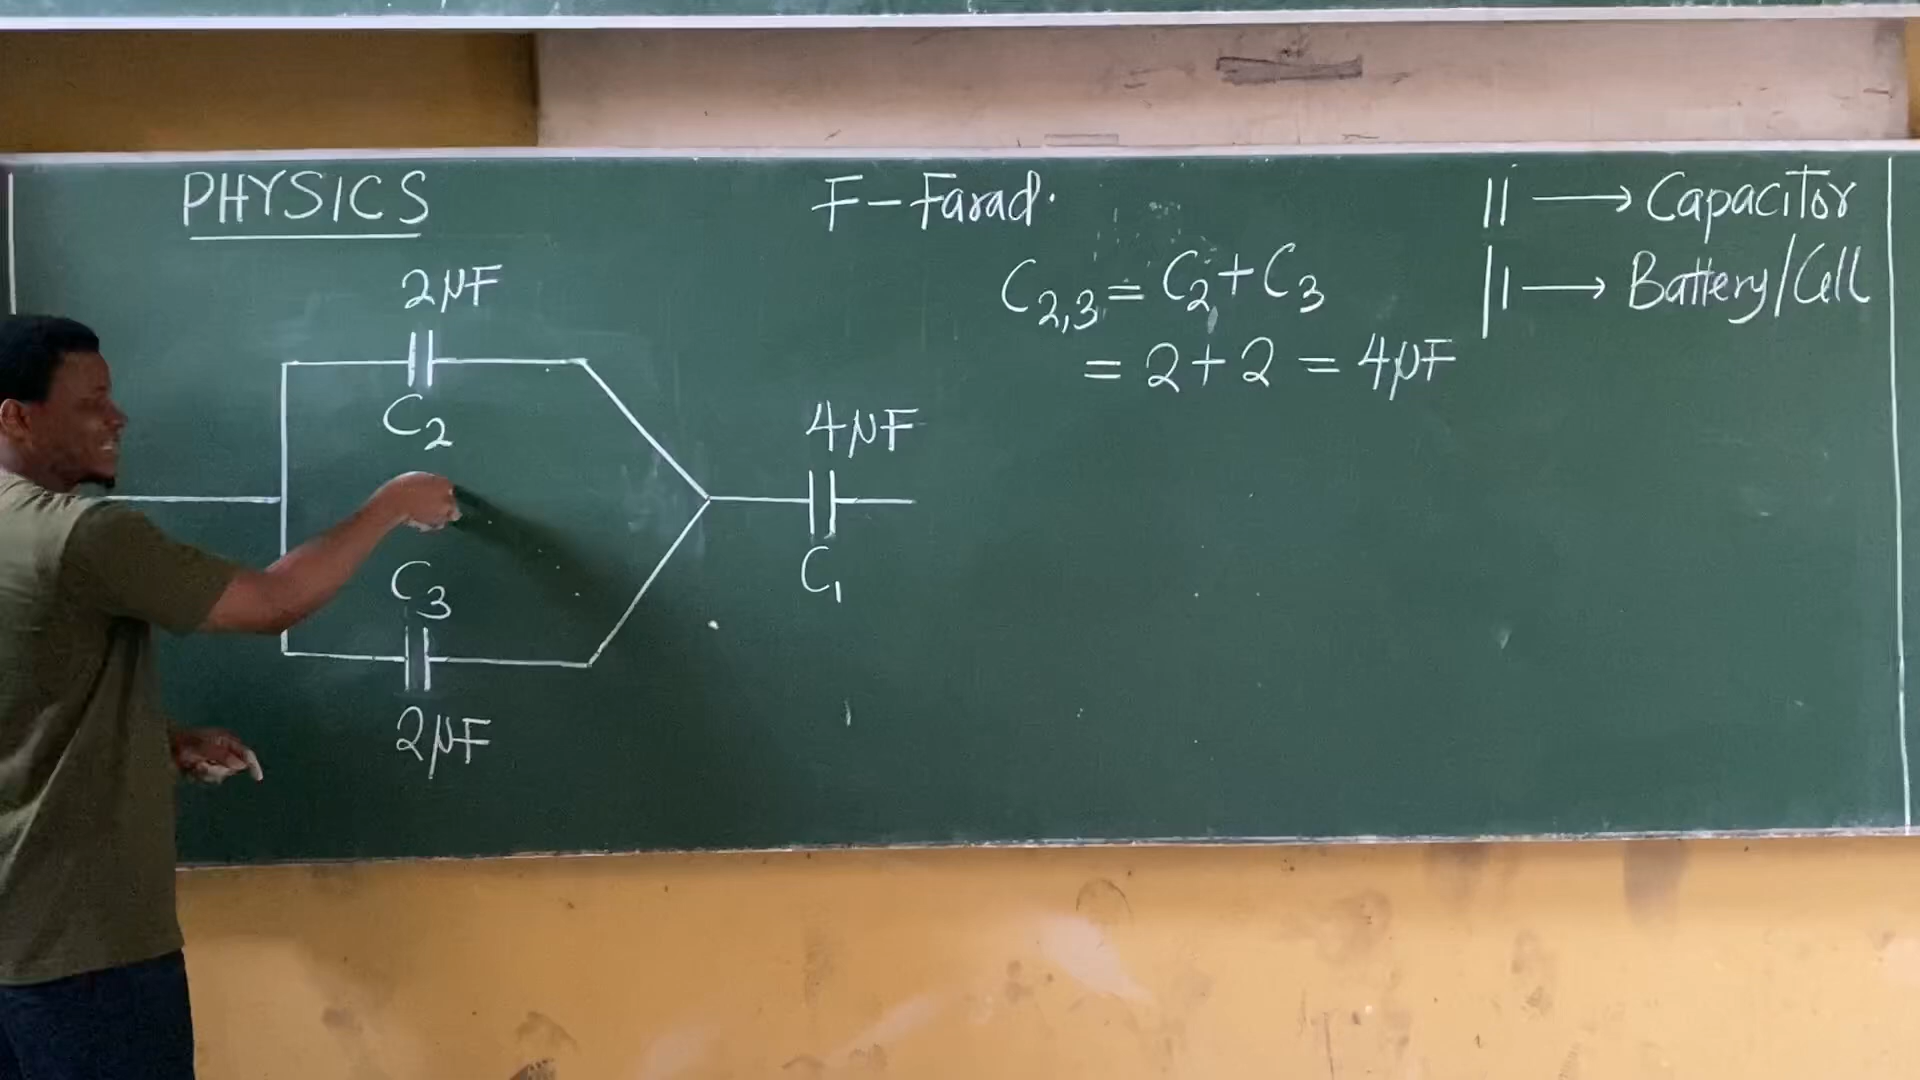 PHYSICS
F - Farad.
|| → Capacitor
|| → Battery/Cell
C2,3 = C2 + C3
= 2 + 2 = 4μF
2μF
C2
4μF
C1
C3
2μF